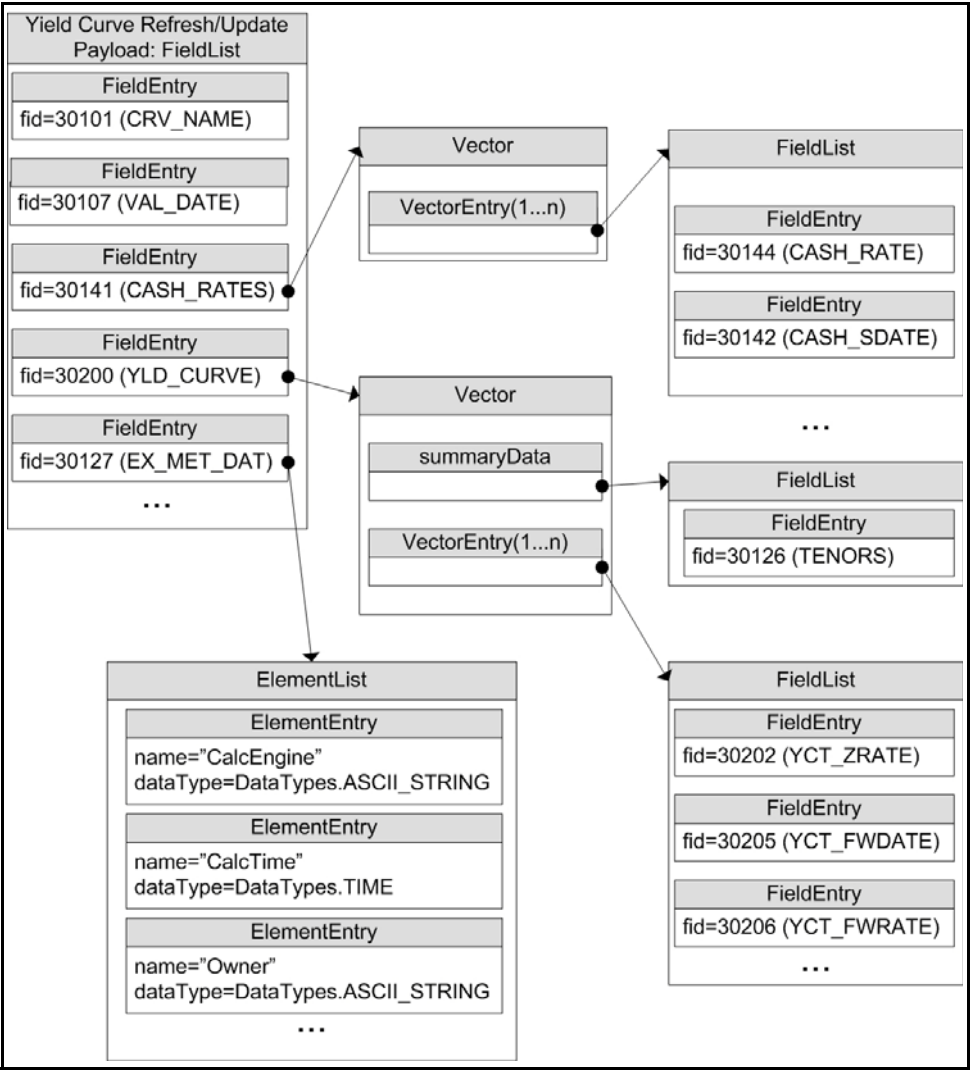 Yield Curve Refresh/Update
Payload: FieldList
FieldEntry
fid=30101 (CRV_NAME)
FieldEntry
fid=30107 (VAL_DATE)
FieldEntry
fid=30141 (CASH_RATES)
FieldEntry
fid=30200 (YLD_CURVE)
FieldEntry
fid=30127 (EX_MET_DAT)
...
Vector
VectorEntry(1...n)
FieldList
FieldEntry
fid=30144 (CASH_RATE)
FieldEntry
fid=30142 (CASH_SDATE)
...
Vector
summaryData
VectorEntry(1...n)
FieldList
FieldEntry
fid=30126 (TENORS)
FieldList
FieldEntry
fid=30202 (YCT_ZRATE)
FieldEntry
fid=30205 (YCT_FWDATE)
FieldEntry
fid=30206 (YCT_FWRATE)
...
ElementList
ElementEntry
name=”CalcEngine”
dataType=DataTypes.ASCII_STRING
ElementEntry
name=”CalcTime”
dataType=DataTypes.TIME
ElementEntry
name=”Owner”
dataType=DataTypes.ASCII_STRING
...